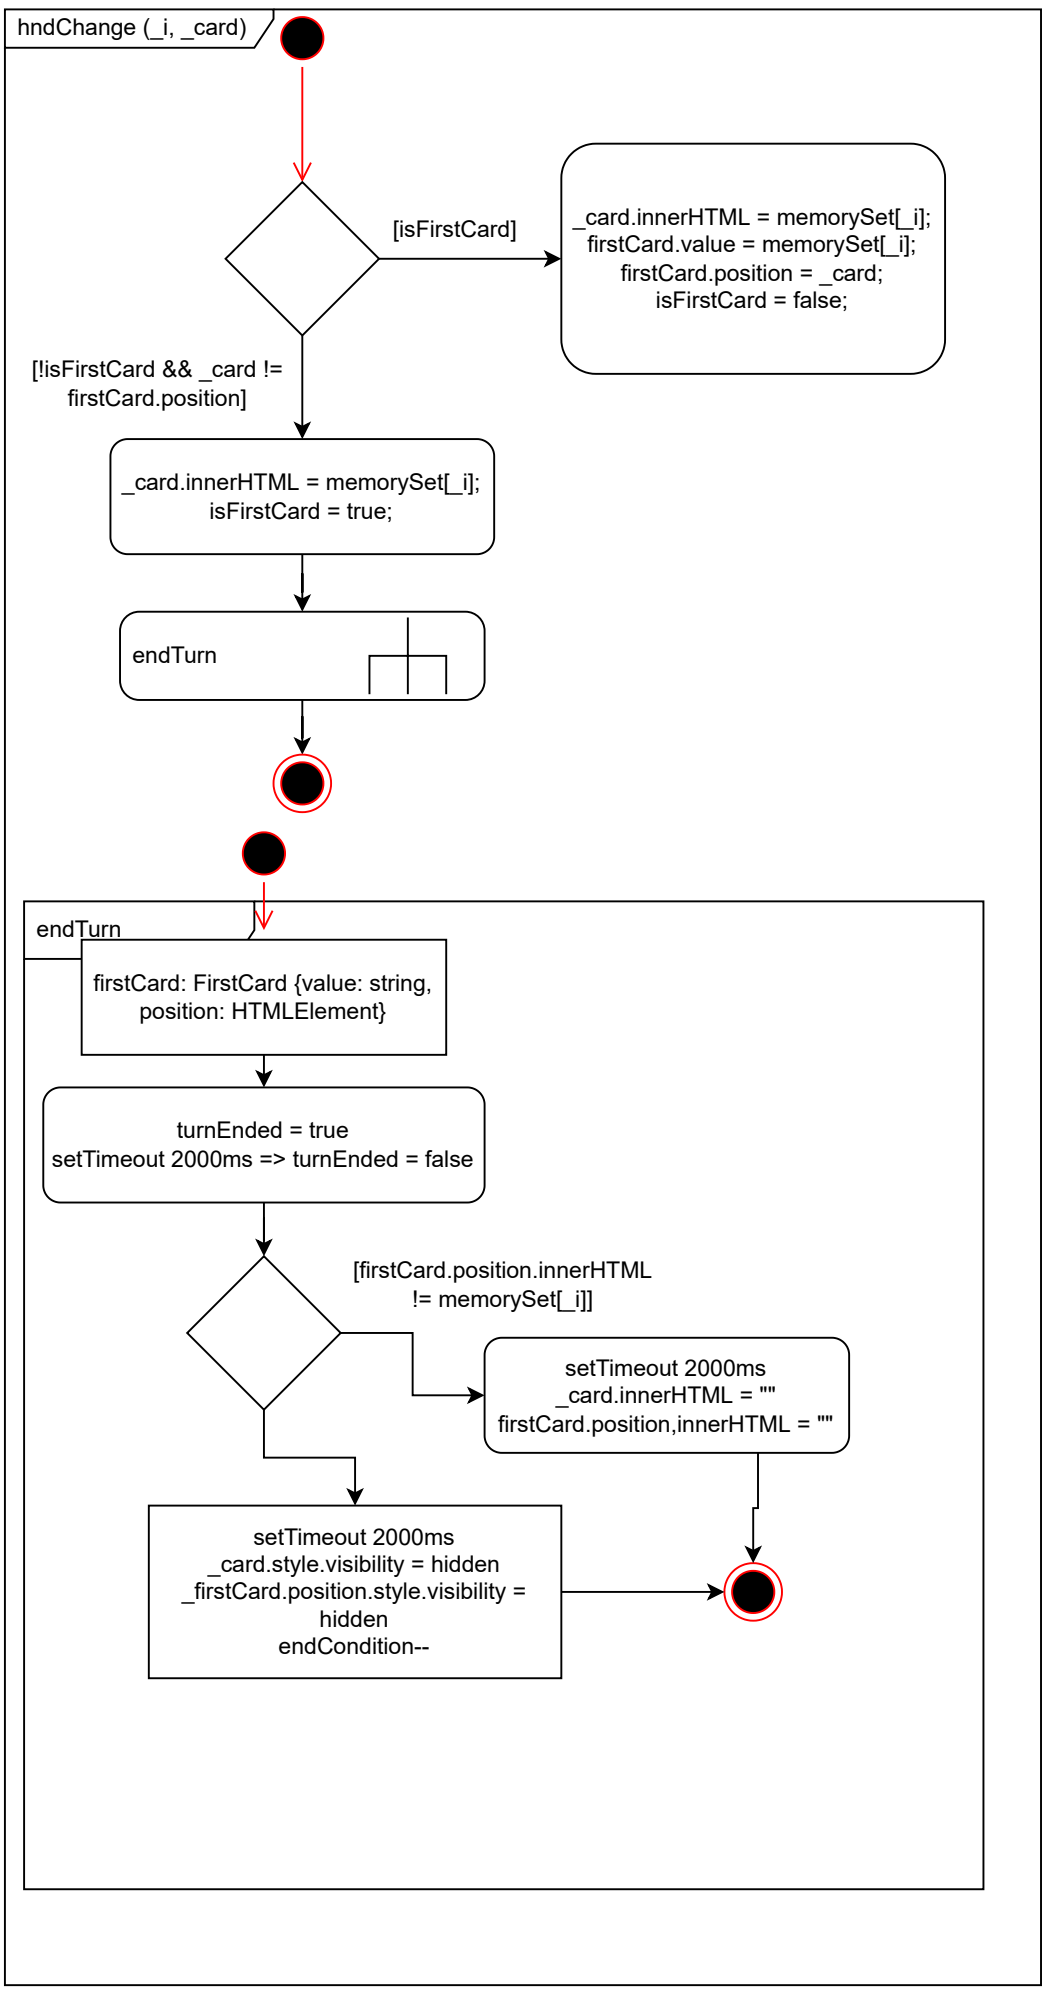 hndChange (_i, _card)
[isFirstCard]
_card.innerHTML = memorySet[_i];
firstCard.value = memorySet[_i];
firstCard.position = _card;
isFirstCard = false;
[!isFirstCard && _card !=
firstCard.position]
_card.innerHTML = memorySet[_i];
isFirstCard = true;
endTurn
endTurn
firstCard: FirstCard {value: string,
position: HTMLElement}
turnEnded = true
setTimeout 2000ms => turnEnded = false
[firstCard.position.innerHTML
!= memorySet[_i]]
setTimeout 2000ms
_card.innerHTML = ""
firstCard.position,innerHTML = ""
setTimeout 2000ms
_card.style.visibility = hidden
_firstCard.position.style.visibility =
hidden
endCondition--